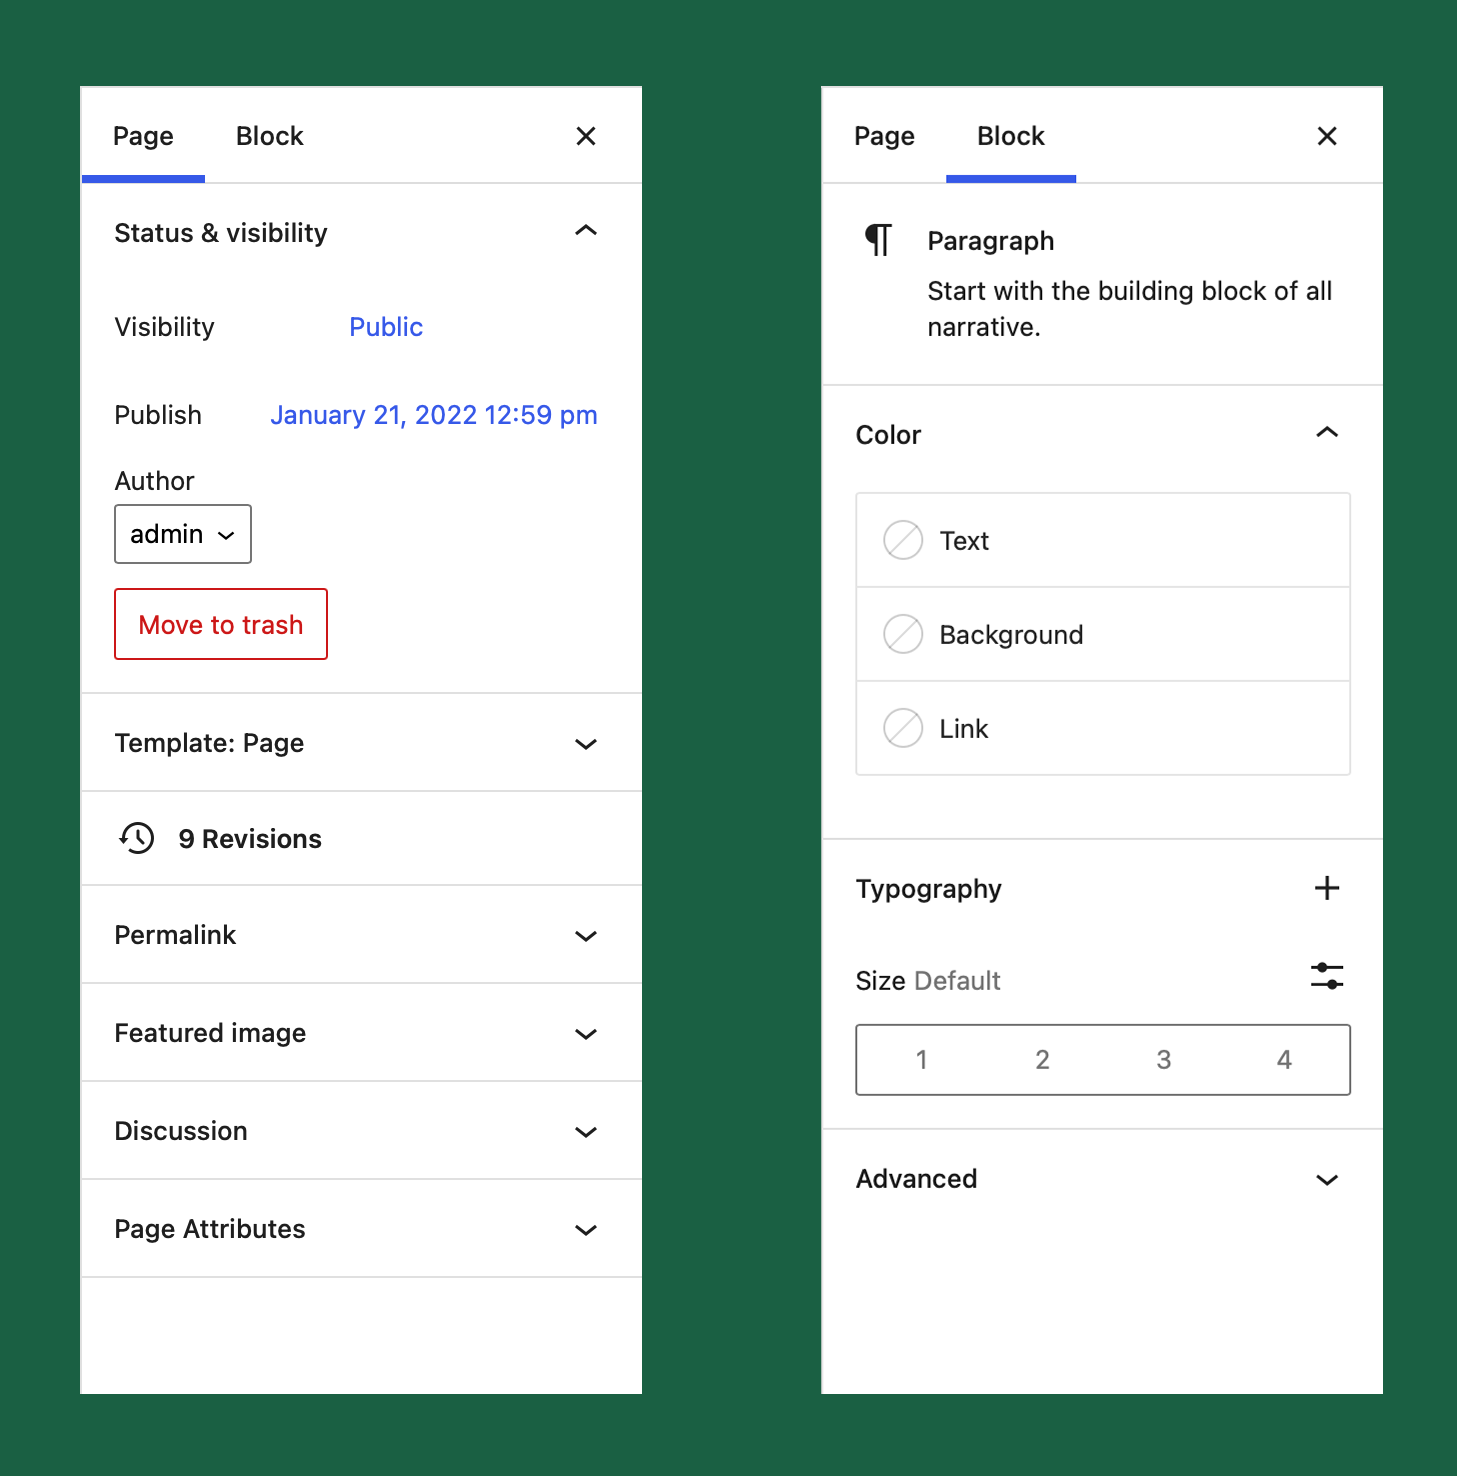 Page Block
Status & visibility
Visibility Public
Publish January 21, 2022 12:59 pm
Author
admin
Move to trash
Template: Page
9 Revisions
Permalink
Featured image
Discussion
Page Attributes
Page Block
Paragraph
Start with the building block of all
narrative.
Color
Text
Background
Link
Typography
Size Default
1 2 3 4
Advanced